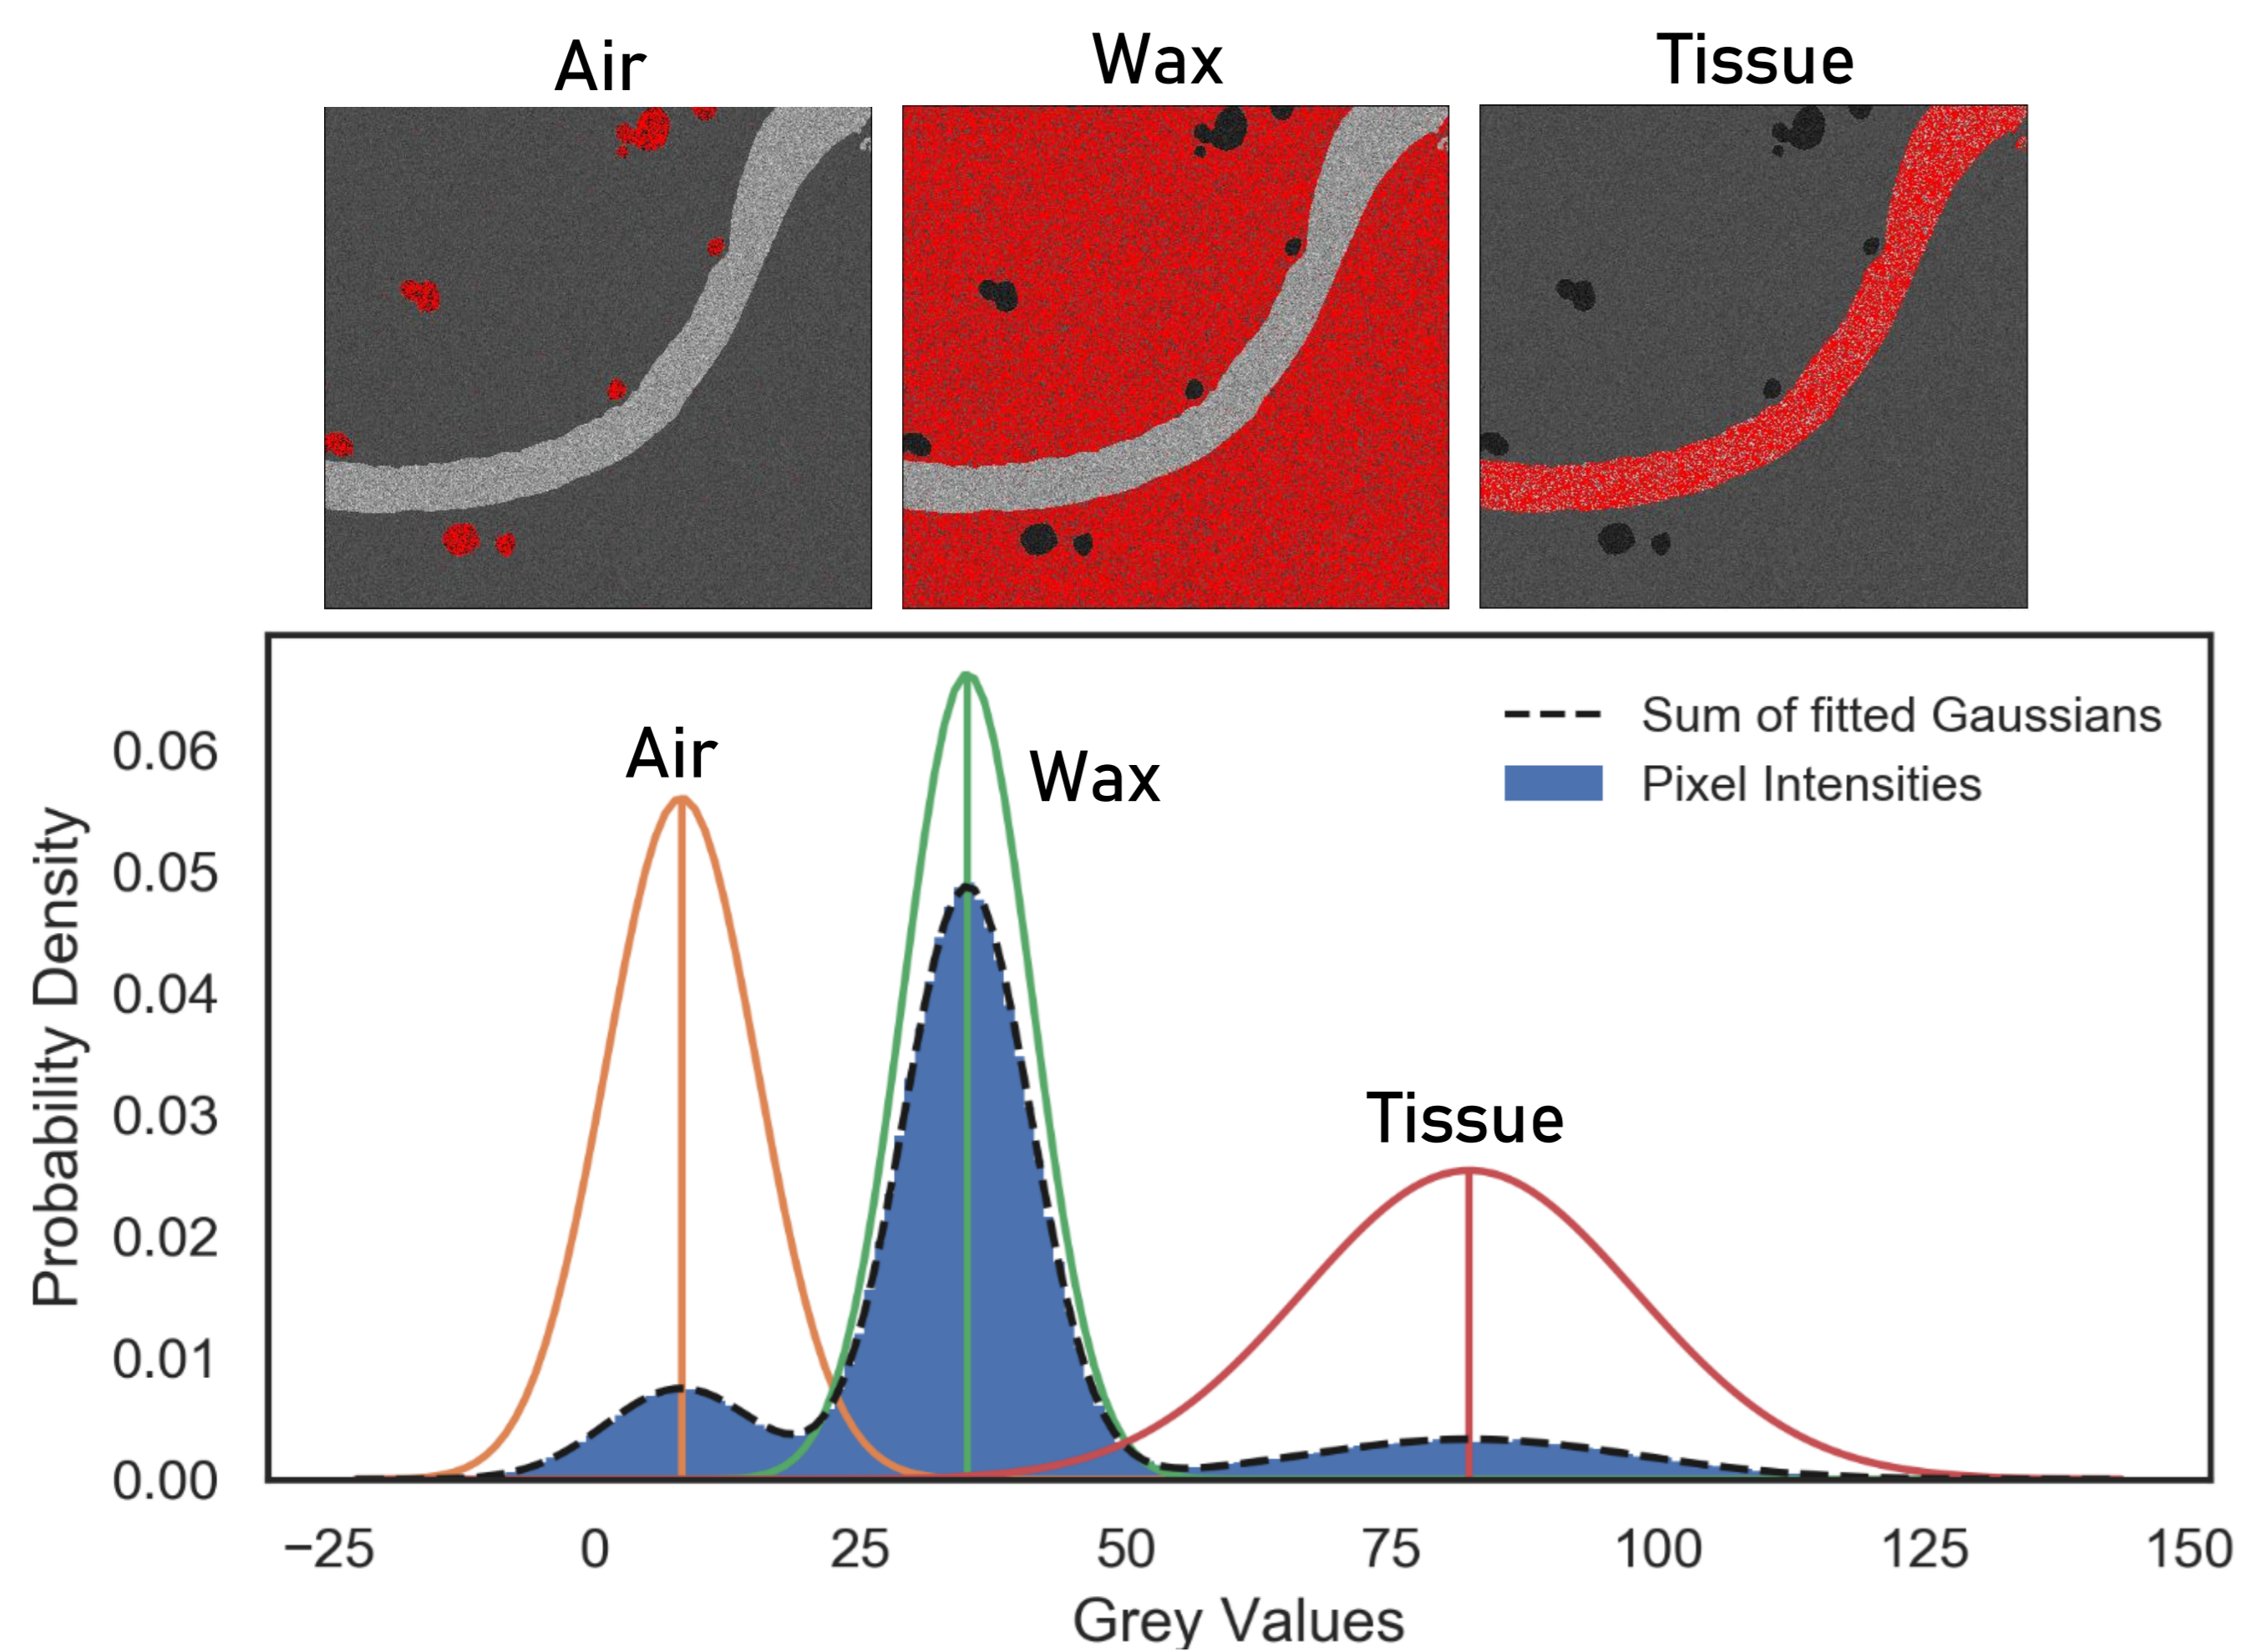 Air
Wax
Tissue
Sum of fitted Gaussians
Pixel Intensities
Air
Wax
Tissue
Probability Density
0.06
0.05
0.04
0.03
0.02
0.01
0.00
−25 0 25 50 75 100 125 150
Grey Values